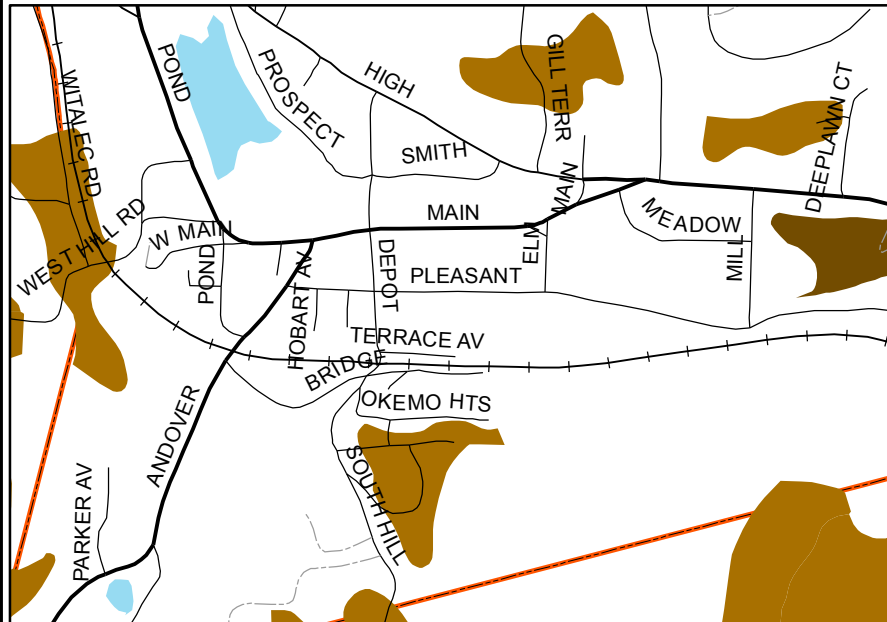 POND
PROSPECT
HIGH
GILL TERR
WITALEC RD
DEEPLAWN CT
SMITH
MAIN
MAIN
MEADOW
WEST HILL RD
W MAIN
ELM
MILL
POND
DEPOT
PLEASANT
HOBART AV
TERRACE AV
BRIDGE
OKEMO HTS
ANDOVER
SOUTH HILL
PARKER AV